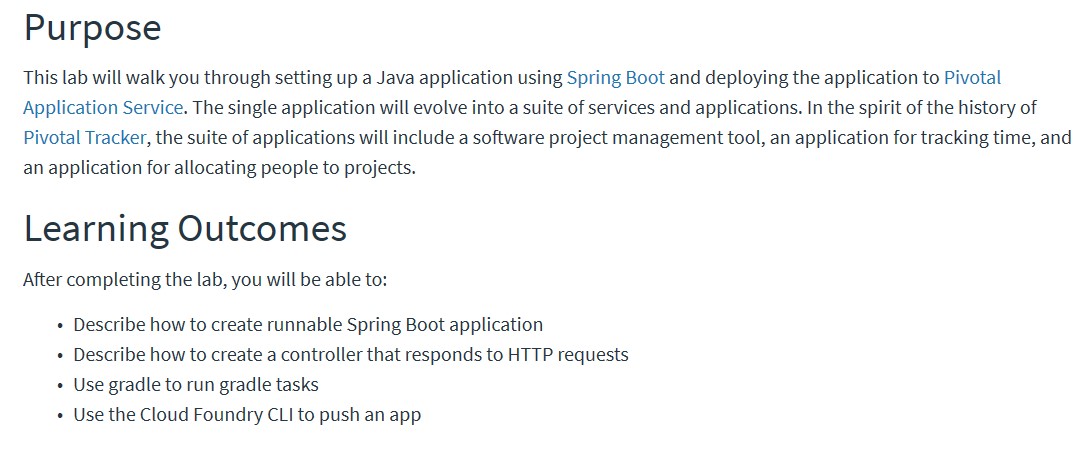 Purpose
This lab will walk you through setting up a Java application using Spring Boot and deploying the application to Pivotal
Application Service. The single application will evolve into a suite of services and applications. In the spirit of the history of
Pivotal Tracker, the suite of applications will include a software project management tool, an application for tracking time, and
an application for allocating people to projects.
Learning Outcomes
After completing the lab, you will be able to:
• Describe how to create runnable Spring Boot application
• Describe how to create a controller that responds to HTTP requests
• Use gradle to run gradle tasks
• Use the Cloud Foundry CLI to push an app